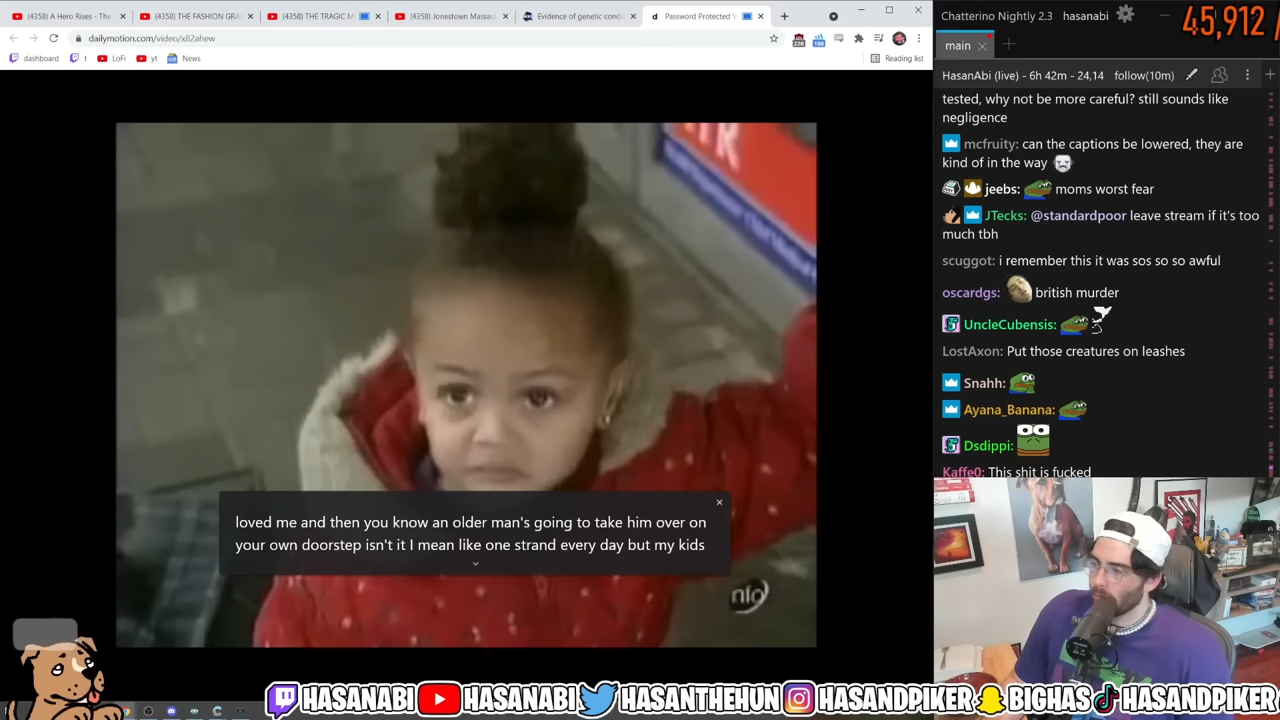 (4358) A Hero Rises - The
(4358) THE FASHION GRA
(4358) THE TRAGIC M
(4358) Jonestown Massac
Evidence of genetic condi
Password Protected V
dailymotion.com/video/x82ahew
dashboard
t
LoFi
yt
News
Reading list
loved me and then you know an older man's going to take him over on
your own doorstep isn't it I mean like one strand every day but my kids
nfo
Chatterino Nightly 2.3
hasanabi
45,912 /
main
HasanAbi (live) - 6h 42m - 24,14
follow(10m)
tested, why not be more careful? still sounds like
negligence
mcfruity: can the captions be lowered, they are
kind of in the way
jeebs: moms worst fear
JTecks: @standardpoor leave stream if it's too
much tbh
scuggot: i remember this it was sos so so awful
oscardgs: british murder
UncleCubensis:
LostAxon: Put those creatures on leashes
Snahh:
Ayana_Banana:
Dsdippi:
Kaffe0: This shit is fucked
HASANABI
HASANABI
HASANTHEHUN
HASANDPIKER
BIGHAS
HASANDPIKER